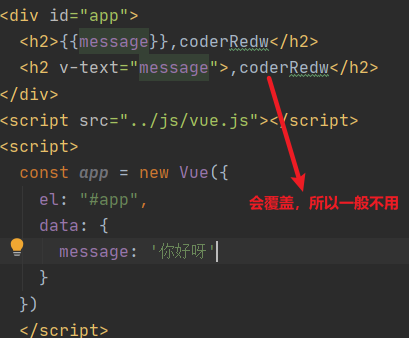 <div id="app">
<h2>{{message}},coderRedw</h2>
<h2 v-text="message">,coderRedw</h2>
</div>
<script src="../js/vue.js"></script>
<script>
const app = new Vue({
el: "#app",
会覆盖，所以一般不用
data: {
message: '你好呀'
}
})
</script>